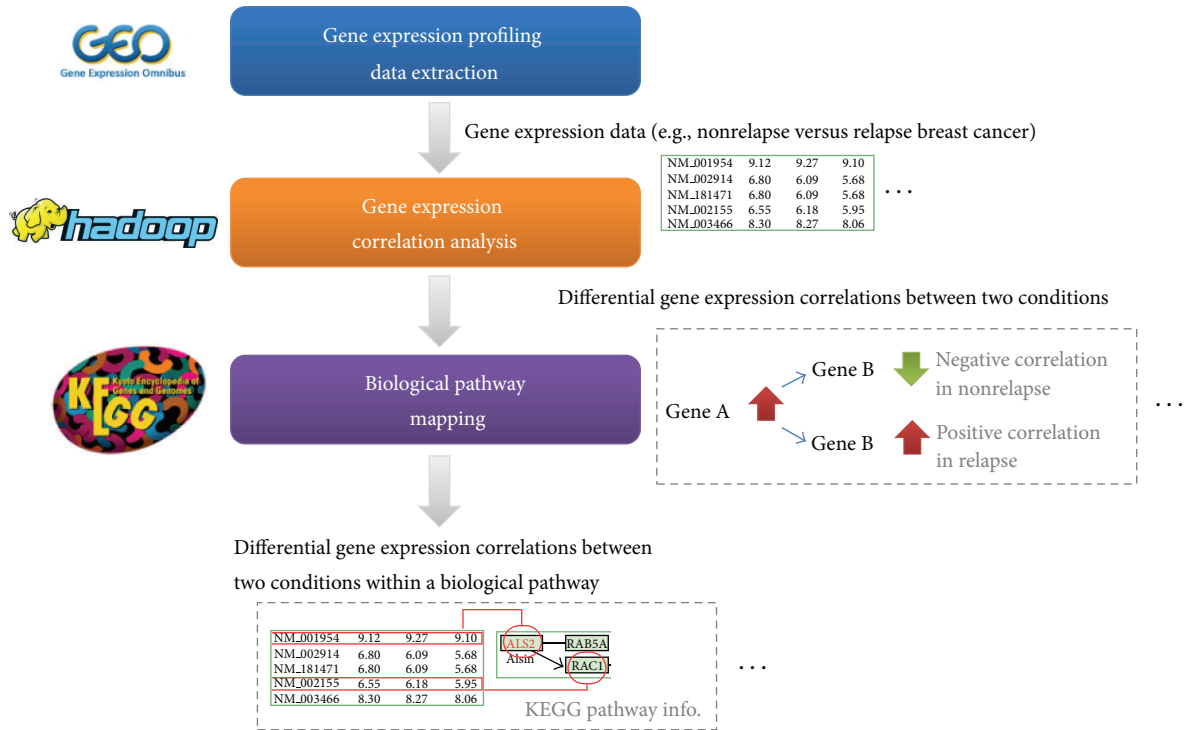 GEO
Gene Expression Omnibus
Gene expression profiling
data extraction
Gene expression data (e.g., nonrelapse versus relapse breast cancer)
NM_001954 9.12 9.27 9.10
NM_002914 6.80 6.09 5.68
NM_181471 6.80 6.09 5.68
NM_002155 6.55 6.18 5.95
NM_003466 8.30 8.27 8.06
...
hadoop
Gene expression
correlation analysis
Differential gene expression correlations between two conditions
KEGG
Kyoto Encyclopedia of
Genes and Genomes
Biological pathway
mapping
Gene A
Gene B
Negative correlation
in nonrelapse
Gene B
Positive correlation
in relapse
...
Differential gene expression correlations between
two conditions within a biological pathway
NM_001954 9.12 9.27 9.10
NM_002914 6.80 6.09 5.68
NM_181471 6.80 6.09 5.68
NM_002155 6.55 6.18 5.95
NM_003466 8.30 8.27 8.06
ALS2
RAB5A
Alsin
RAC1
KEGG pathway info.
...